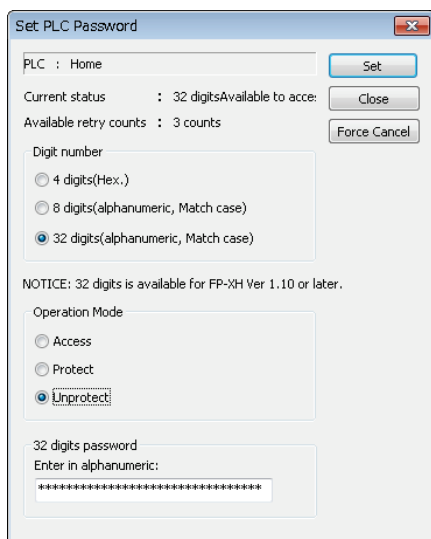 Set PLC Password
PLC : Home
Set
Current status : 32 digitsAvailable to acce
Close
Available retry counts : 3 counts
Force Cancel
Digit number
4 digits(Hex.)
8 digits(alphanumeric, Match case)
32 digits(alphanumeric, Match case)
NOTICE: 32 digits is available for FP-XH Ver 1.10 or later.
Operation Mode
Access
Protect
Unprotect
32 digits password
Enter in alphanumeric:
********************************